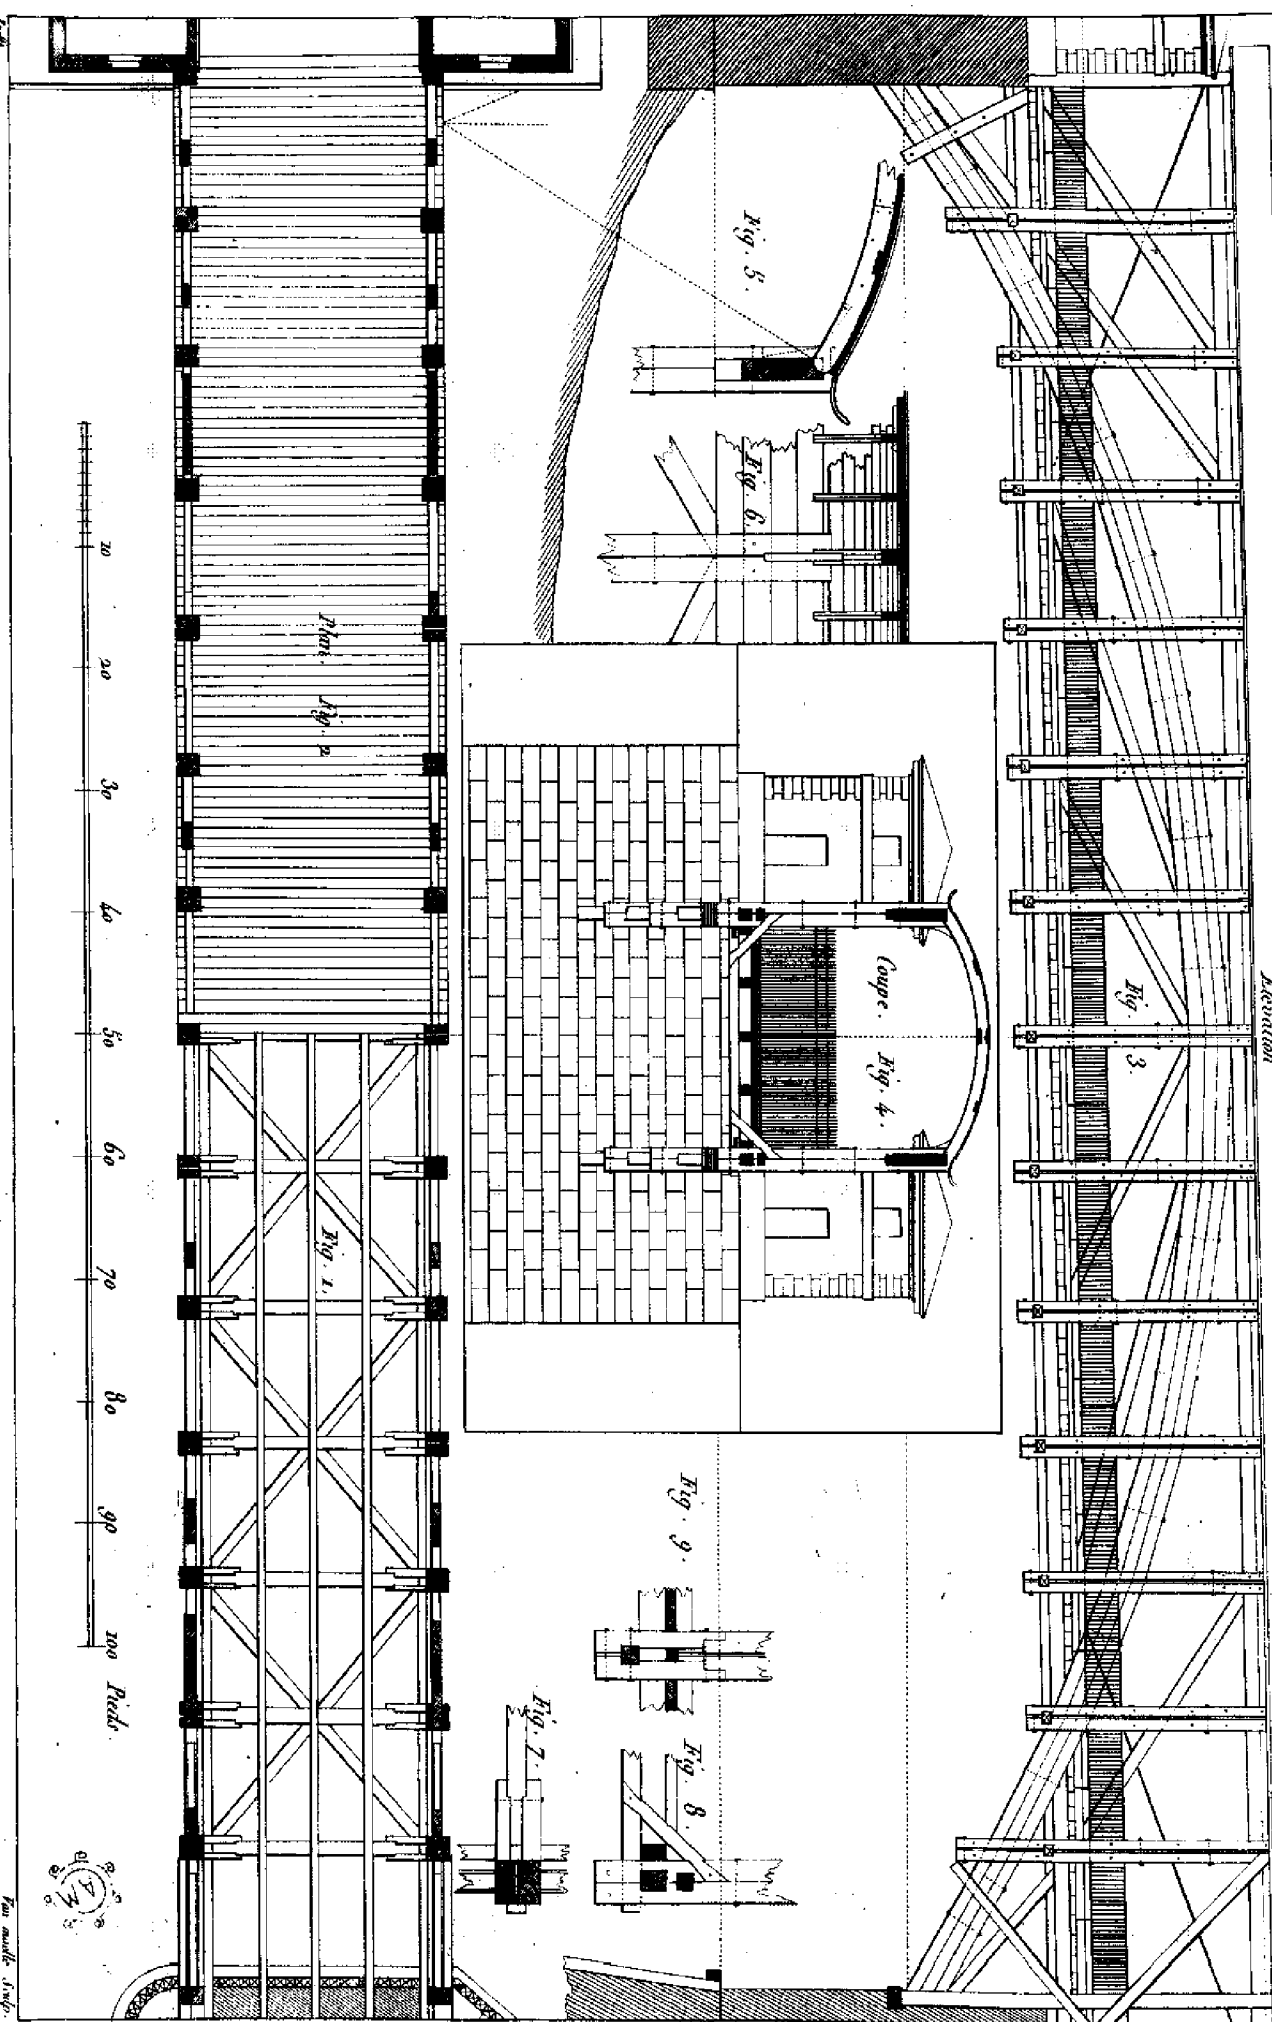 Elevation
Fig. 3.
Fig. 5.
Fig. 6.
Coupe. Fig. 4.
Fig. 9.
Fig. 8.
Fig. 7.
Plan. Fig. 2
Fig. 1.
10 20 30 40 50 60 70 80 90 100 Pieds.
AM